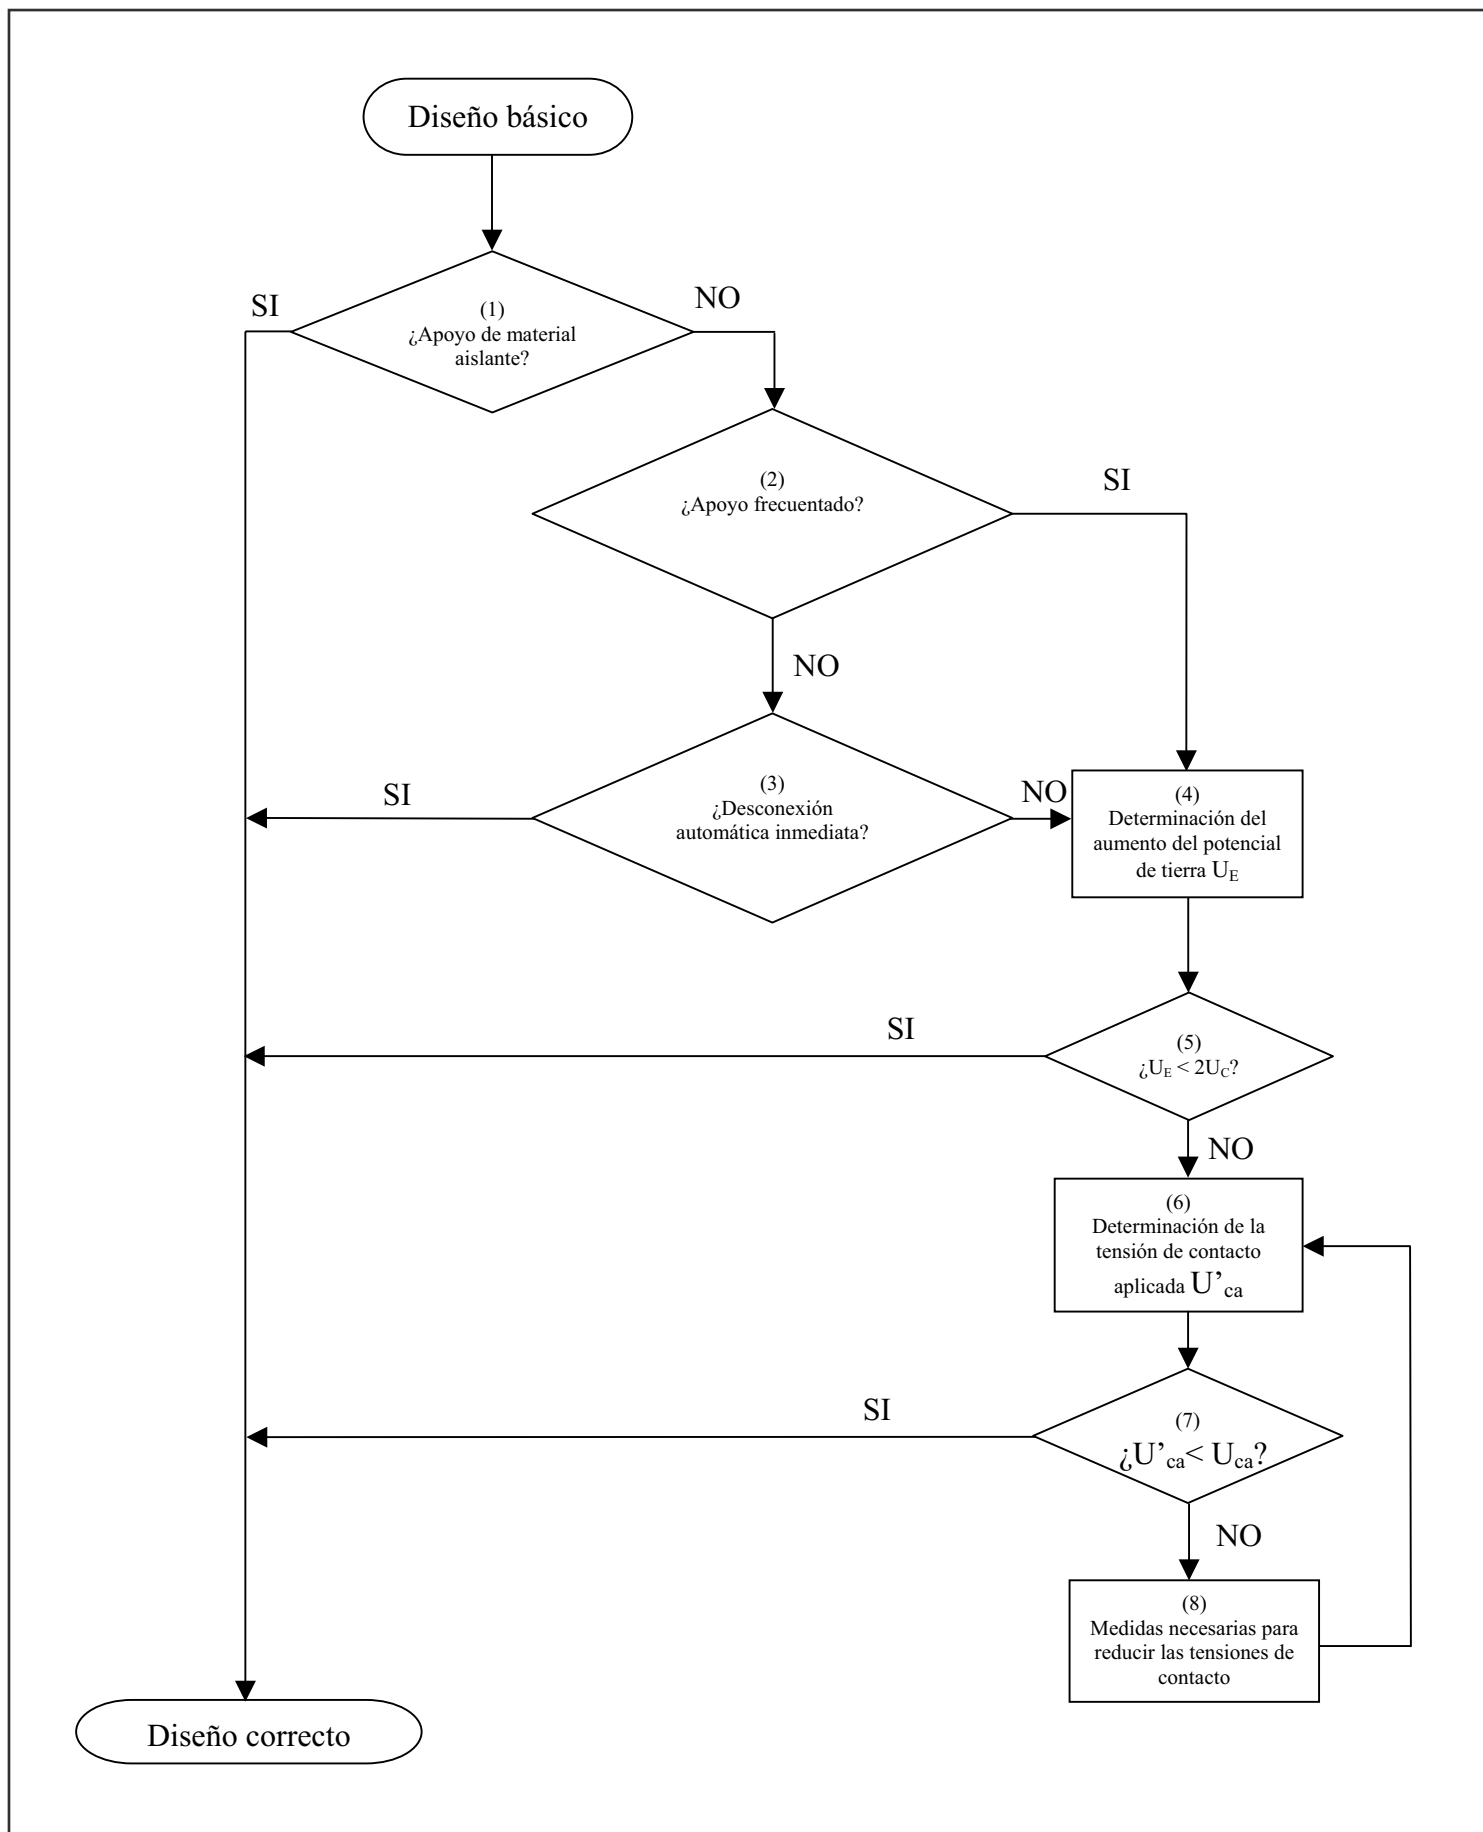 Diseño básico
SI
NO
(1)
¿Apoyo de material
aislante?
(2)
¿Apoyo frecuentado?
SI
NO
(3)
¿Desconexión
automática inmediata?
SI
NO
(4)
Determinación del
aumento del potencial
de tierra U_E
SI
(5)
¿U_E < 2U_C?
NO
(6)
Determinación de la
tensión de contacto
aplicada U’_ca
SI
(7)
¿U’_ca< U_ca?
NO
(8)
Medidas necesarias para
reducir las tensiones de
contacto
Diseño correcto